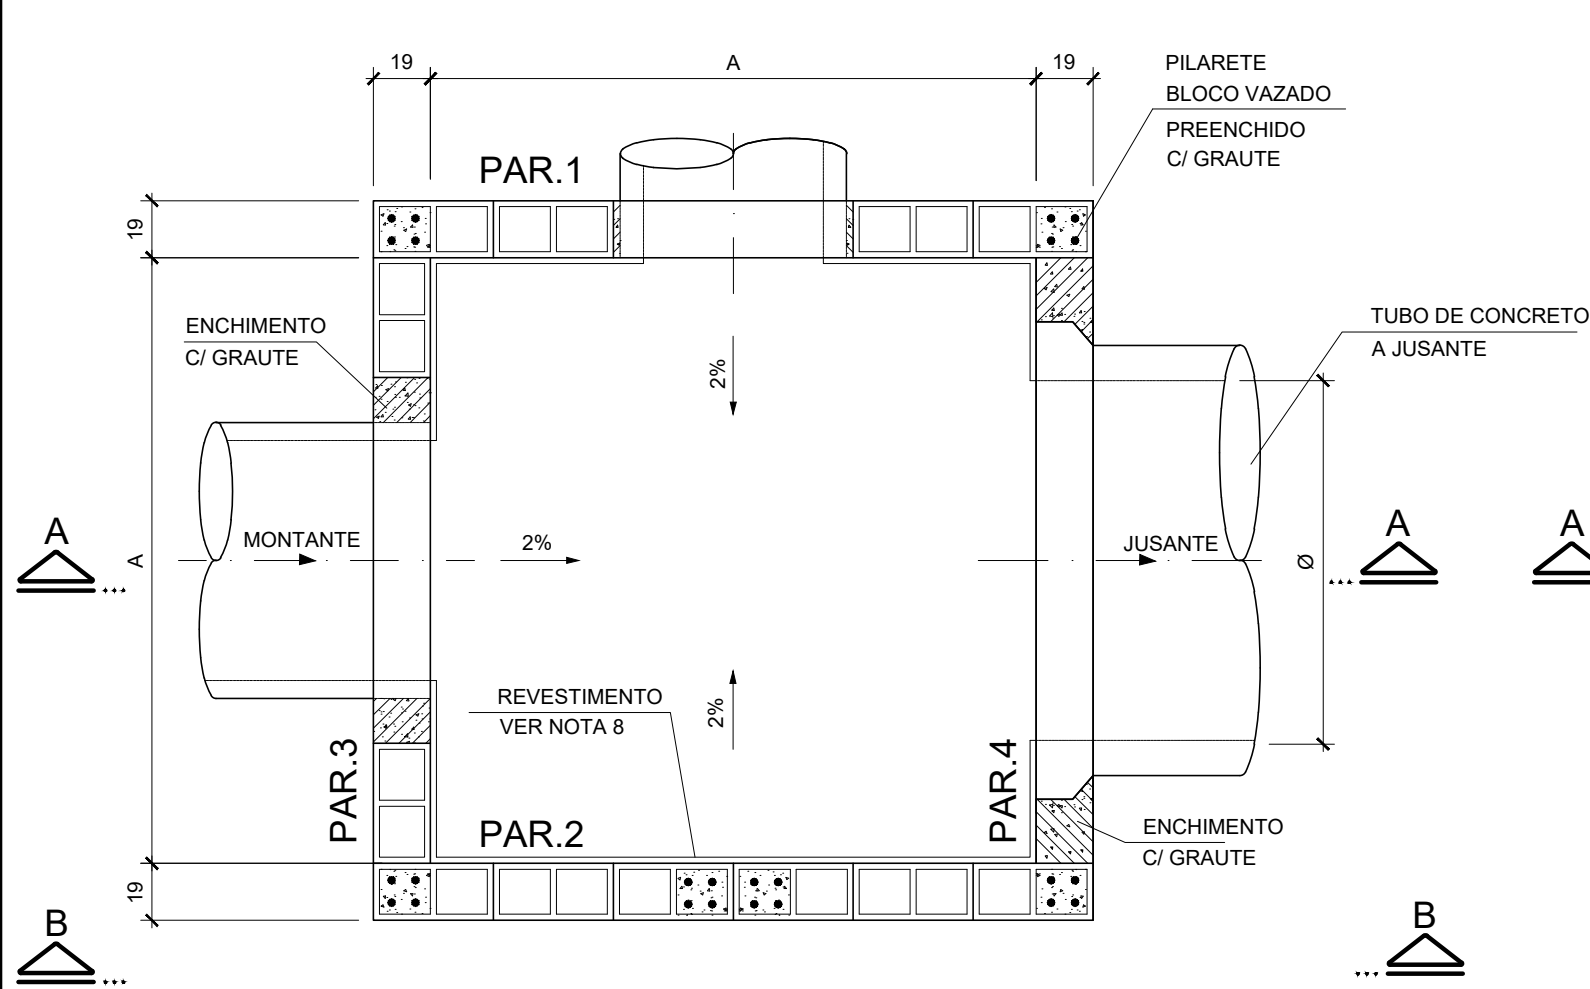 19
A
19
PILARETE
BLOCO VAZADO
PREENCHIDO
C/ GRAUTE
PAR.1
19
ENCHIMENTO
C/ GRAUTE
TUBO DE CONCRETO
A JUSANTE
2%
A
MONTANTE
2%
A
JUSANTE
Ø
A
A
REVESTIMENTO
VER NOTA 8
2%
PAR.3
PAR.2
PAR.4
ENCHIMENTO
C/ GRAUTE
19
B
B